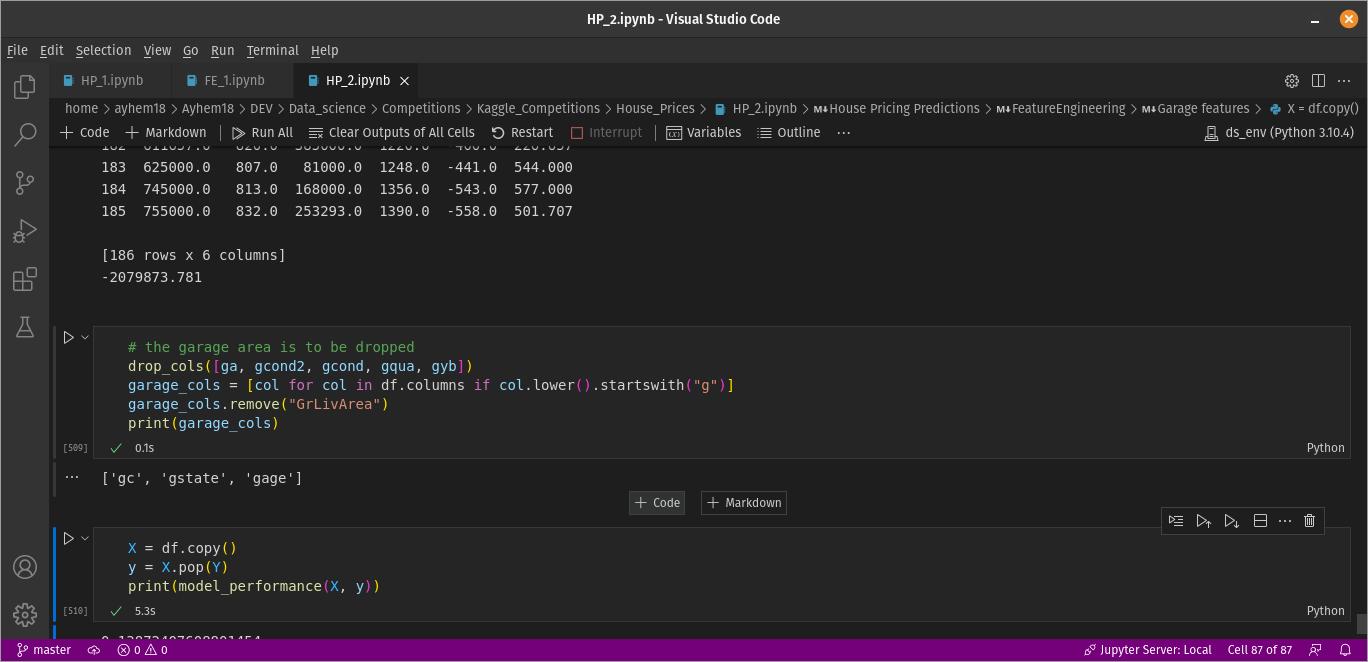 HP_2.ipynb - Visual Studio Code
File Edit Selection View Go Run Terminal Help
HP_1.ipynb FE_1.ipynb HP_2.ipynb
home > ayhem18 > Ayhem18 > DEV > Data_science > Competitions > Kaggle_Competitions > House_Prices > HP_2.ipynb > M↓House Pricing Predictions > M↓FeatureEngineering > M↓Garage features > X = df.copy()
+ Code + Markdown Run All Clear Outputs of All Cells Restart Interrupt Variables Outline ··· ds_env (Python 3.10.4)
183 625000.0 807.0 81000.0 1248.0 -441.0 544.000
184 745000.0 813.0 168000.0 1356.0 -543.0 577.000
185 755000.0 832.0 253293.0 1390.0 -558.0 501.707
[186 rows x 6 columns]
-2079873.781
# the garage area is to be dropped
drop_cols([ga, gcond2, gcond, gqua, gyb])
garage_cols = [col for col in df.columns if col.lower().startswith("g")]
garage_cols.remove("GrLivArea")
print(garage_cols)
[509] 0.1s Python
['gc', 'gstate', 'gage']
+ Code + Markdown
X = df.copy()
y = X.pop(Y)
print(model_performance(X, y))
[510] 5.3s Python
master 0 0 Jupyter Server: Local Cell 87 of 87